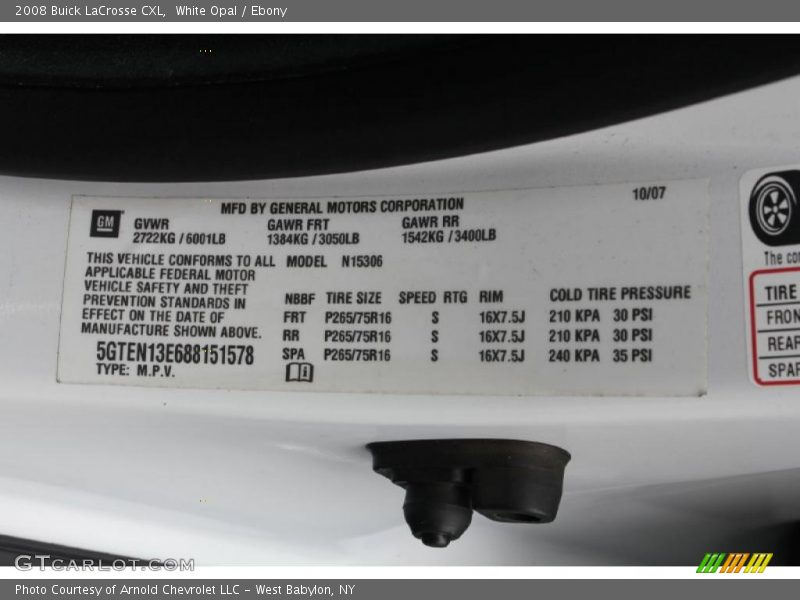 2008 Buick LaCrosse CXL, White Opal / Ebony
MFD BY GENERAL MOTORS CORPORATION
10/07
GM
GVWR GAWR FRT GAWR RR
2722KG / 6001LB 1384KG / 3050LB 1542KG / 3400LB
THIS VEHICLE CONFORMS TO ALL MODEL N15306
APPLICABLE FEDERAL MOTOR
VEHICLE SAFETY AND THEFT
PREVENTION STANDARDS IN
EFFECT ON THE DATE OF
MANUFACTURE SHOWN ABOVE.
5GTEN13E688151578
TYPE: M.P.V.
NBBF TIRE SIZE SPEED RTG RIM COLD TIRE PRESSURE
FRT P265/75R16 S 16X7.5J 210 KPA 30 PSI
RR P265/75R16 S 16X7.5J 210 KPA 30 PSI
SPA P265/75R16 S 16X7.5J 240 KPA 35 PSI
The
TIRE
FRON
REAR
SPAR
GTcarlot.com
Photo Courtesy of Arnold Chevrolet LLC - West Babylon, NY